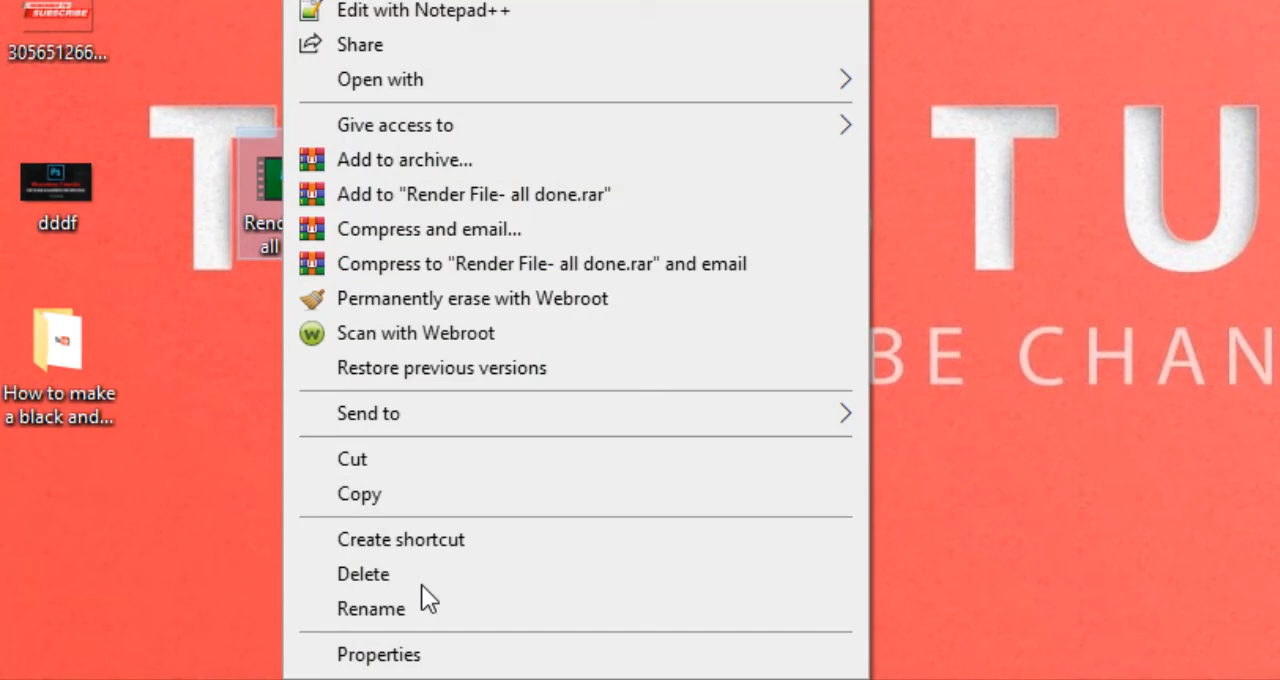 SUBSCRIBE
305651266...
dddf
Rend
all
How to make
a black and...
Edit with Notepad++
Share
Open with
Give access to
Add to archive...
Add to "Render File- all done.rar"
Compress and email...
Compress to "Render File- all done.rar" and email
Permanently erase with Webroot
Scan with Webroot
Restore previous versions
Send to
Cut
Copy
Create shortcut
Delete
Rename
Properties
T
TU
BE CHAN